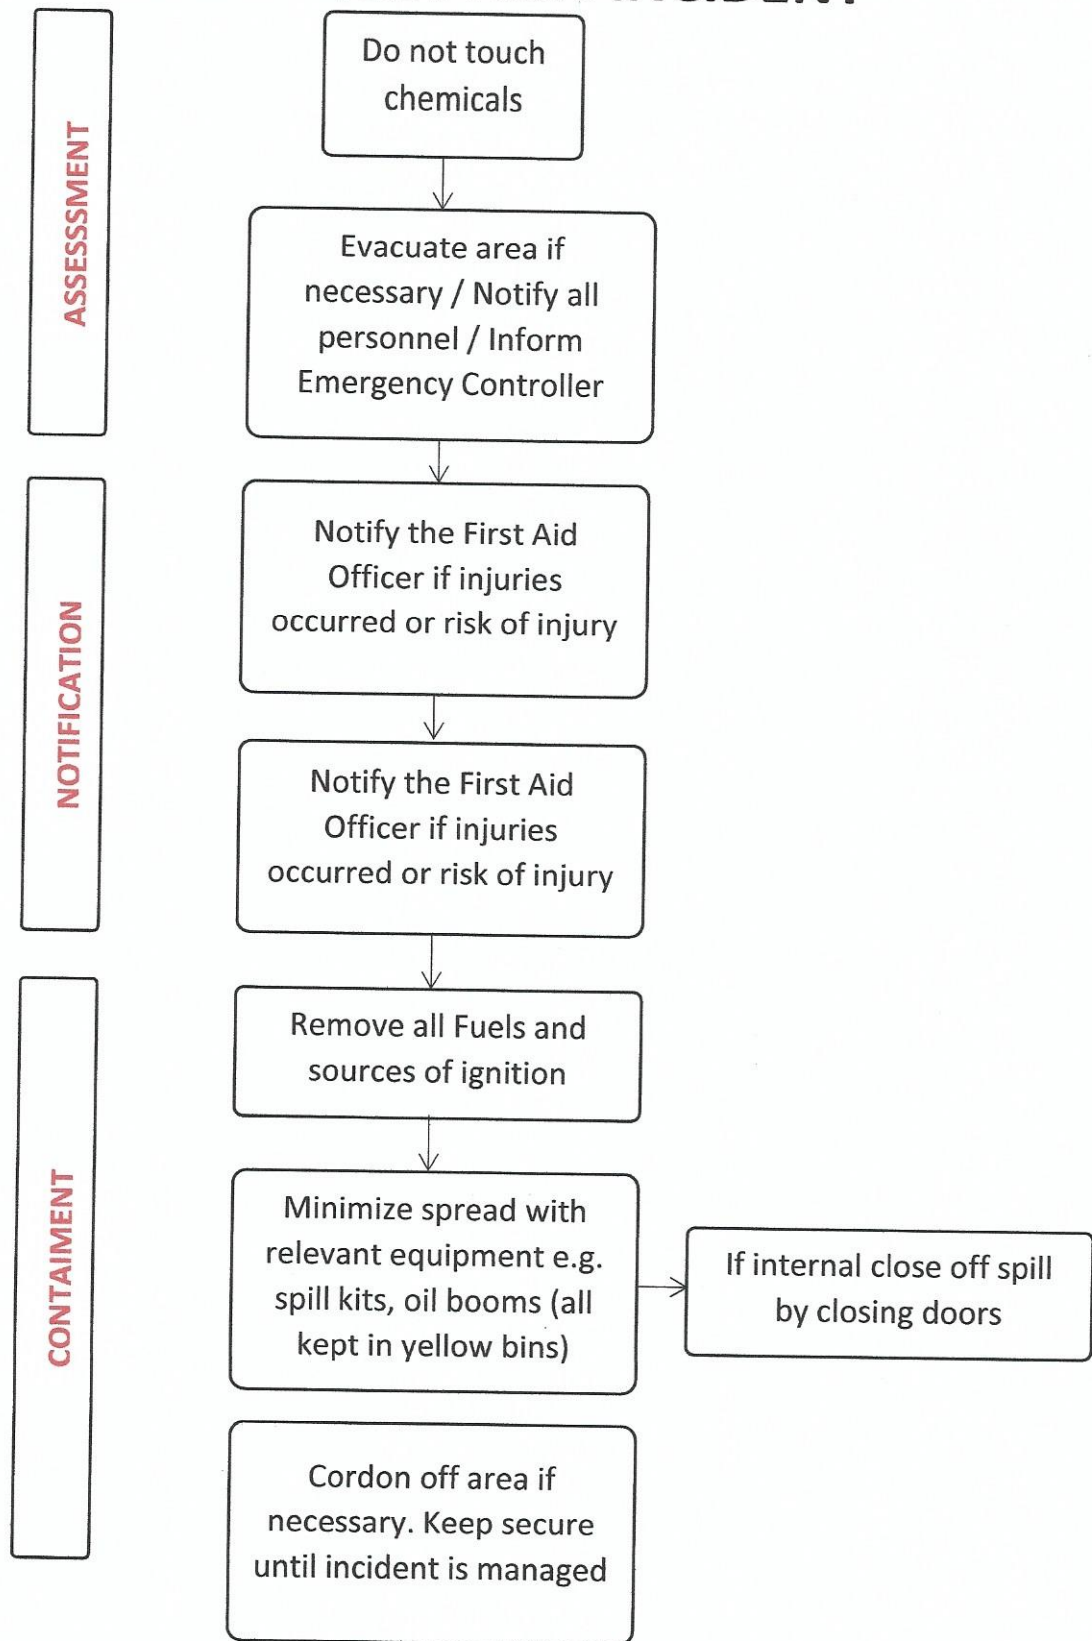 Do not touch
chemicals
ASSESSSMENT
Evacuate area if
necessary / Notify all
personnel / Inform
Emergency Controller
Notify the First Aid
Officer if injuries
occurred or risk of injury
NOTIFICATION
Notify the First Aid
Officer if injuries
occurred or risk of injury
Remove all Fuels and
sources of ignition
CONTAIMENT
Minimize spread with
relevant equipment e.g.
spill kits, oil booms (all
kept in yellow bins)
If internal close off spill
by closing doors
Cordon off area if
necessary. Keep secure
until incident is managed